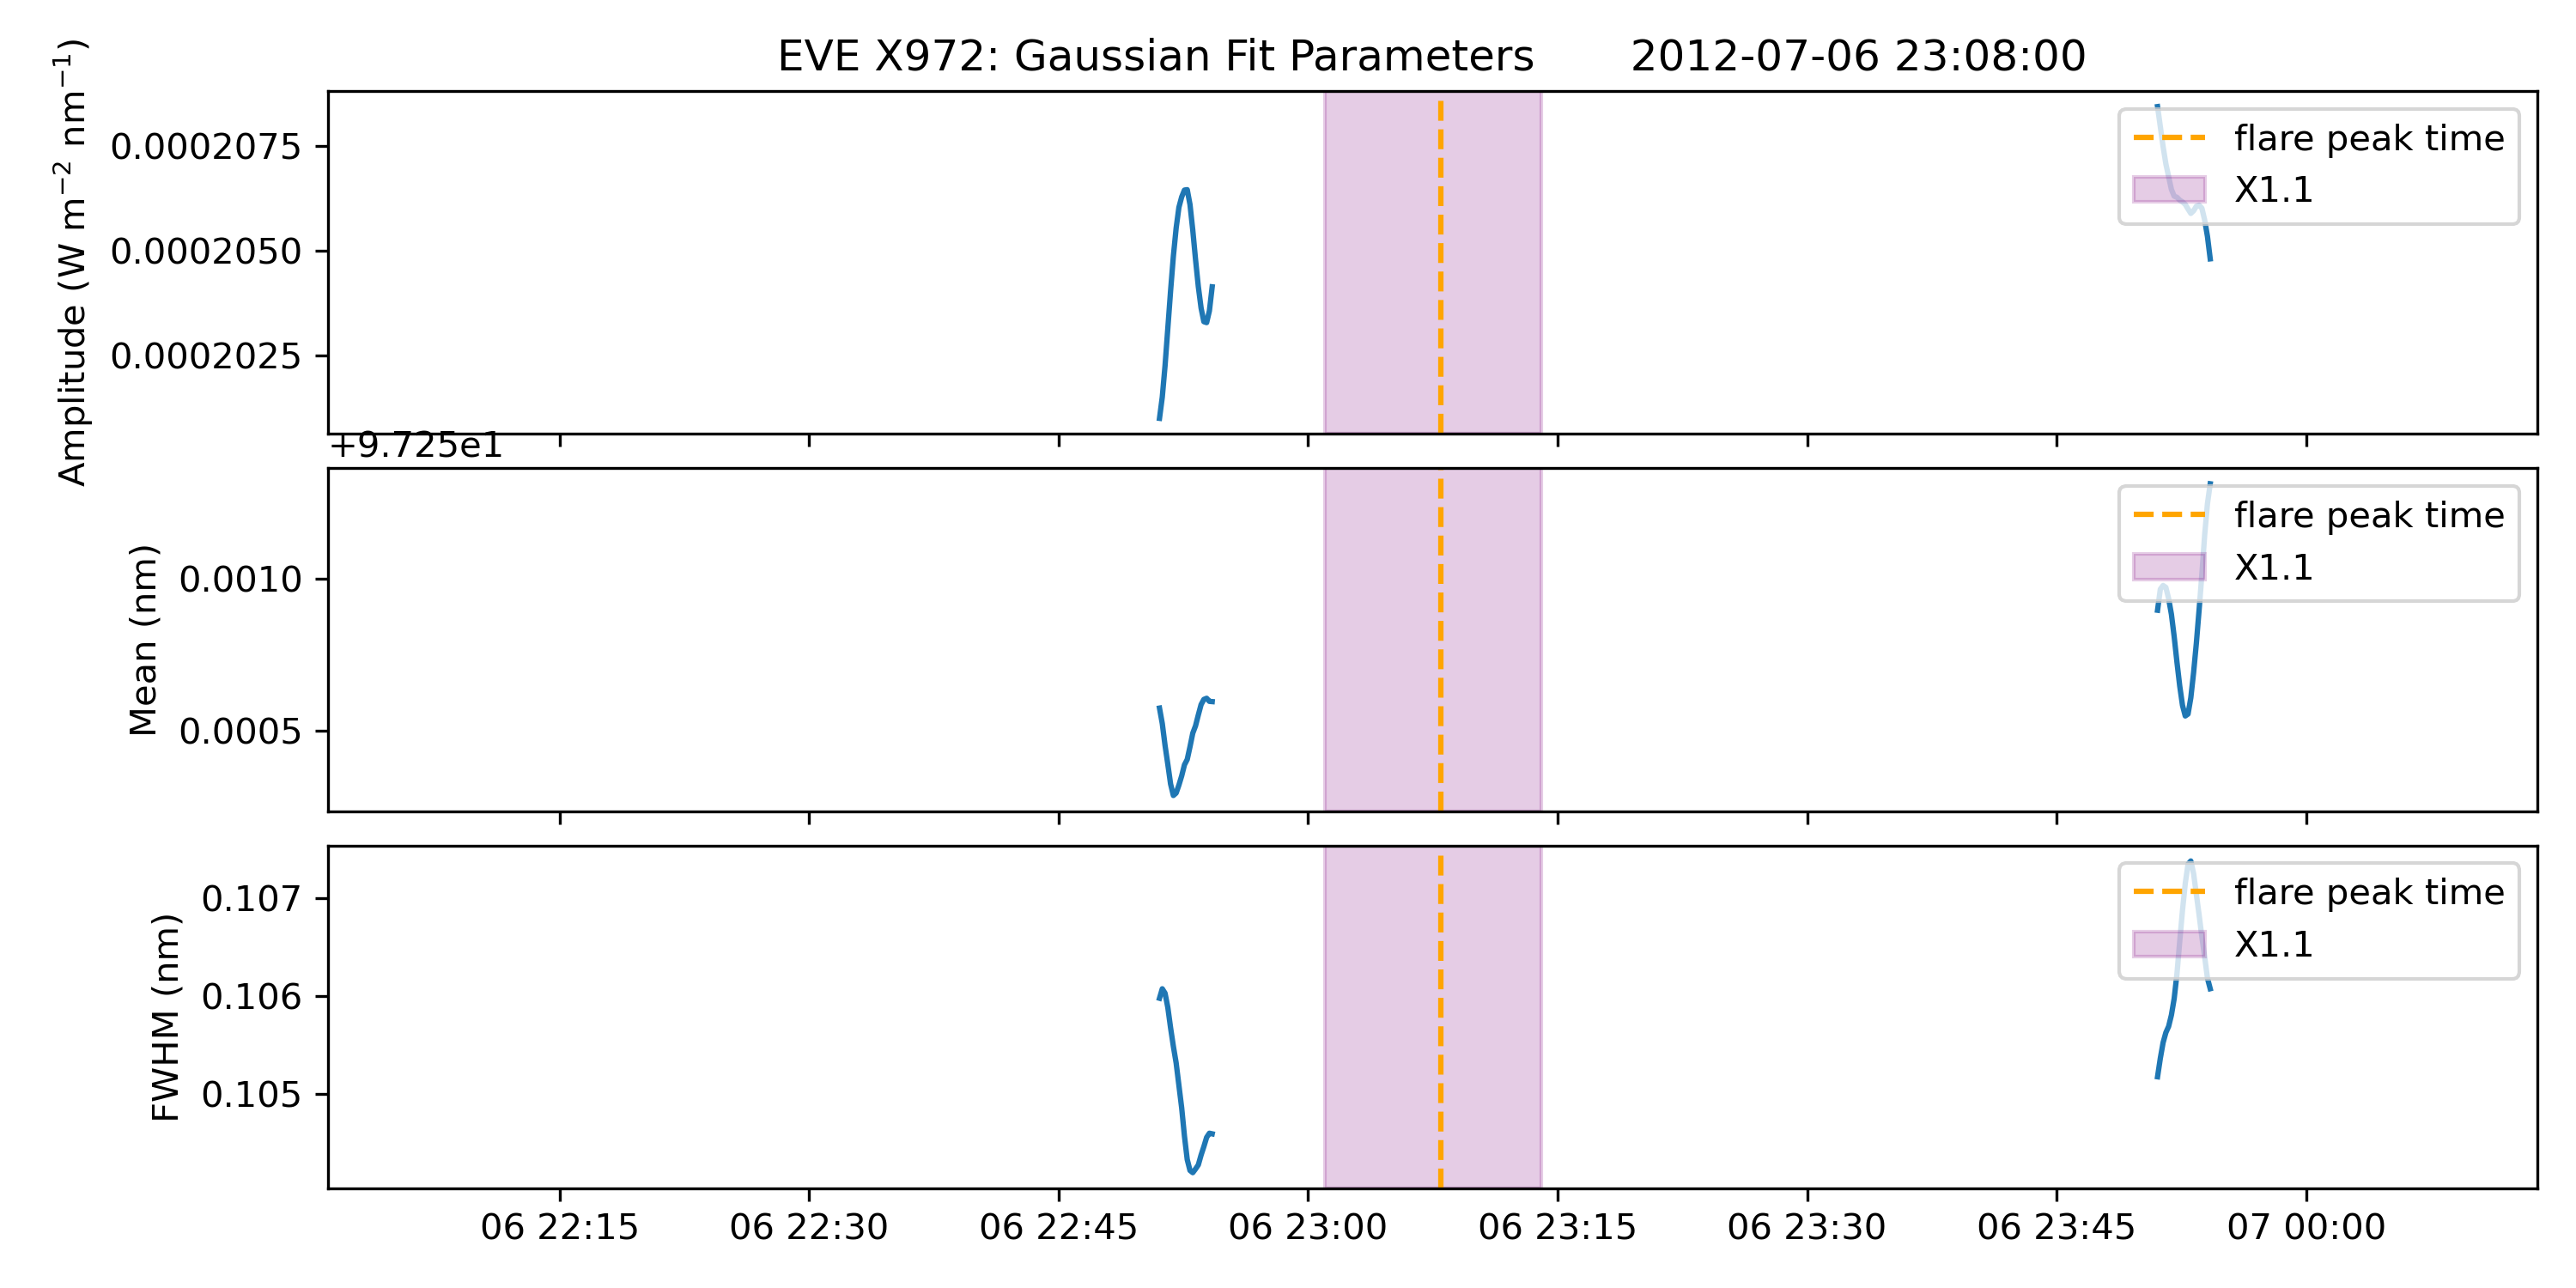 EVE X972: Gaussian Fit Parameters 2012-07-06 23:08:00
Amplitude (W m⁻² nm⁻¹)
0.0002075
0.0002050
0.0002025
flare peak time
X1.1
+9.725e1
Mean (nm)
0.0010
0.0005
flare peak time
X1.1
FWHM (nm)
0.107
0.106
0.105
flare peak time
X1.1
06 22:15 06 22:30 06 22:45 06 23:00 06 23:15 06 23:30 06 23:45 07 00:00